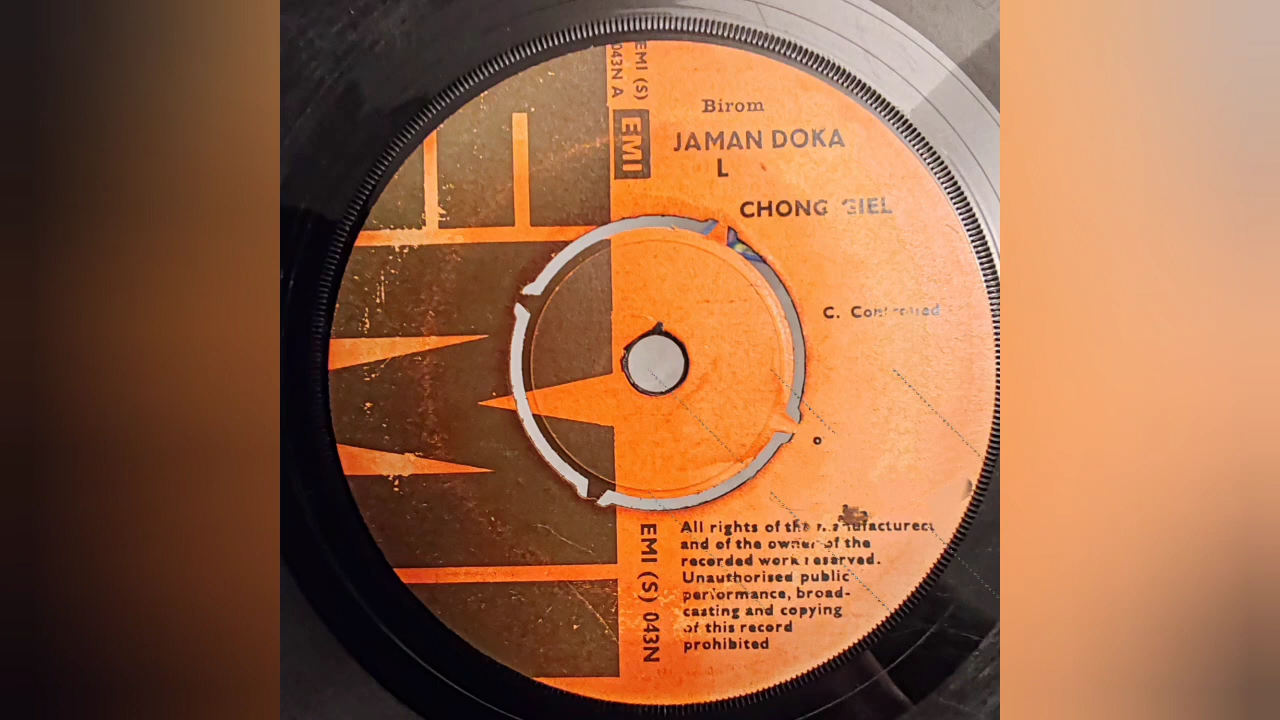 EMI (S)
043N A
EMI
Birom
JAMAN DOKA
L
CHONG
C. Controlled
EMI (S) 043N
All rights of the manufacturer
and of the owner of the
recorded work reserved.
Unauthorised public
performance, broad-
casting and copying
of this record
prohibited